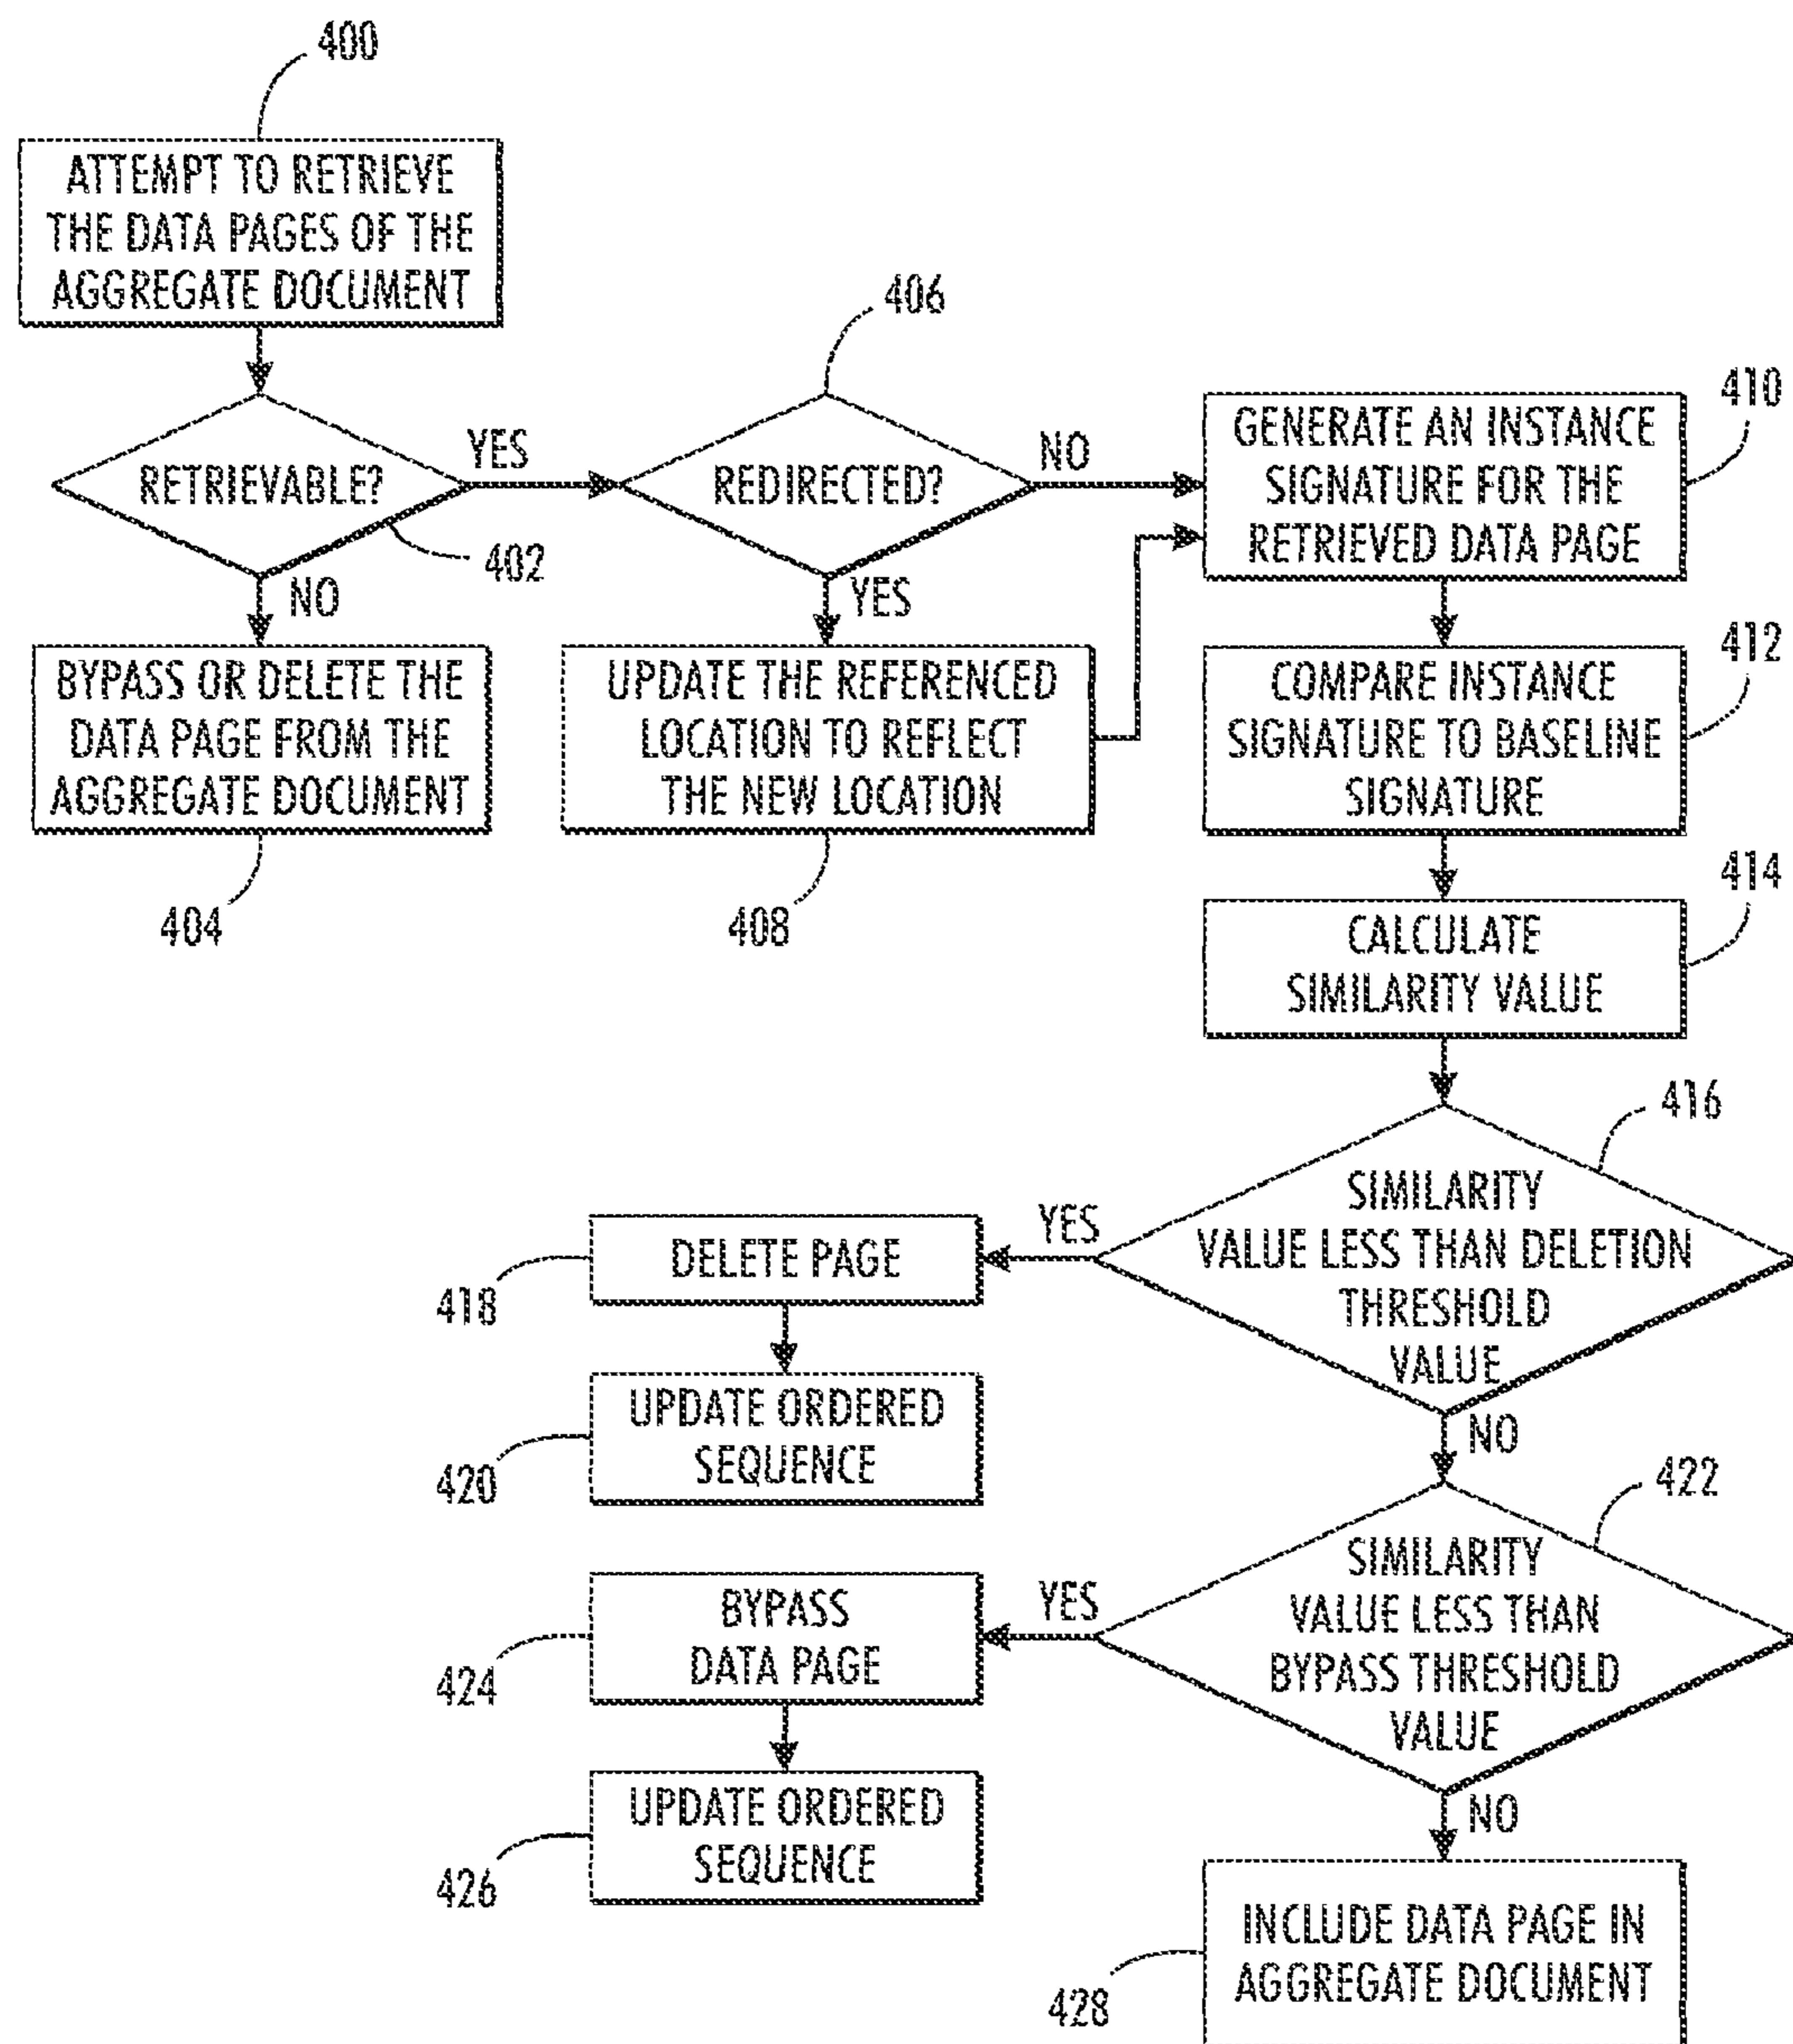 400
ATTEMPT TO RETRIEVE
THE DATA PAGES OF THE
AGGREGATE DOCUMENT
RETRIEVABLE?
YES
402
NO
BYPASS OR DELETE THE
DATA PAGE FROM THE
AGGREGATE DOCUMENT
404
406
REDIRECTED?
NO
YES
UPDATE THE REFERENCED
LOCATION TO REFLECT
THE NEW LOCATION
408
410
GENERATE AN INSTANCE
SIGNATURE FOR THE
RETRIEVED DATA PAGE
412
COMPARE INSTANCE
SIGNATURE TO BASELINE
SIGNATURE
414
CALCULATE
SIMILARITY VALUE
416
SIMILARITY
VALUE LESS THAN DELETION
THRESHOLD
VALUE
YES
DELETE PAGE
418
UPDATE ORDERED
SEQUENCE
420
NO
422
SIMILARITY
VALUE LESS THAN
BYPASS THRESHOLD
VALUE
YES
BYPASS
DATA PAGE
424
UPDATE ORDERED
SEQUENCE
426
NO
INCLUDE DATA PAGE IN
AGGREGATE DOCUMENT
428